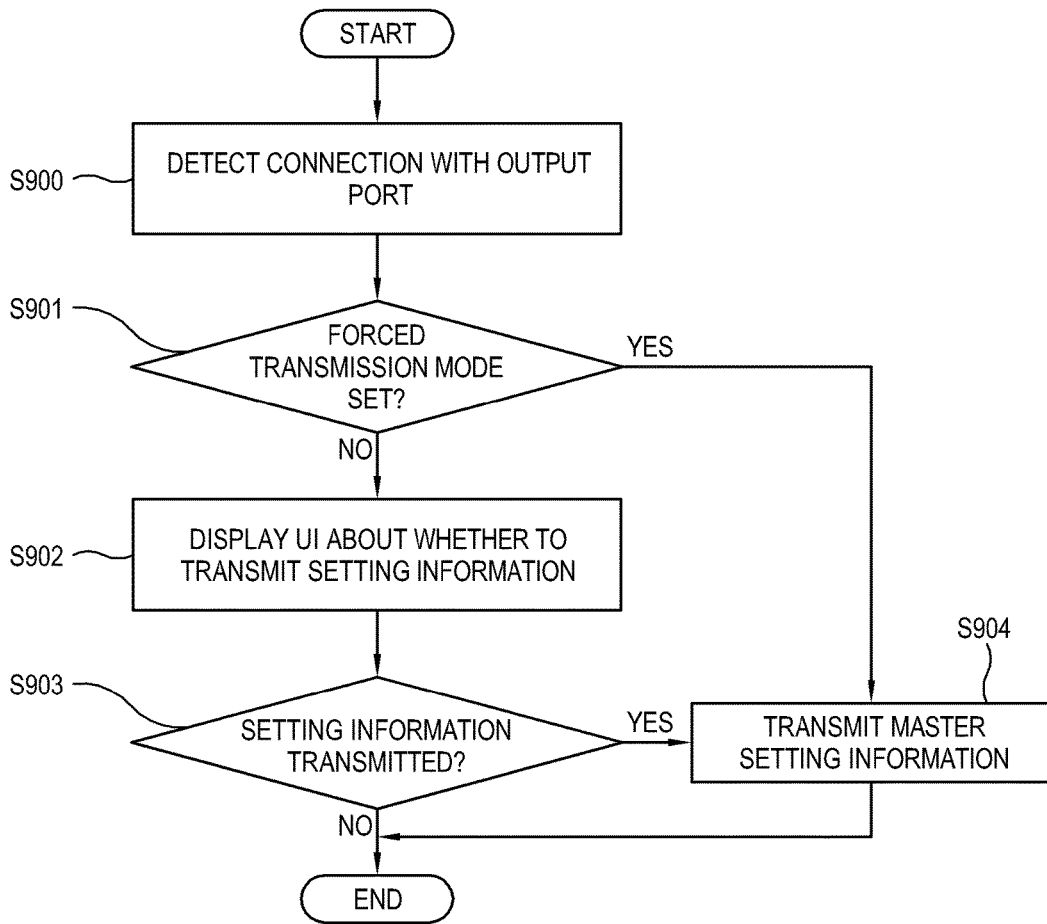 START
S900
DETECT CONNECTION WITH OUTPUT
PORT
S901
FORCED
TRANSMISSION MODE
SET?
YES
NO
S902
DISPLAY UI ABOUT WHETHER TO
TRANSMIT SETTING INFORMATION
S903
SETTING INFORMATION
TRANSMITTED?
YES
S904
TRANSMIT MASTER
SETTING INFORMATION
NO
END